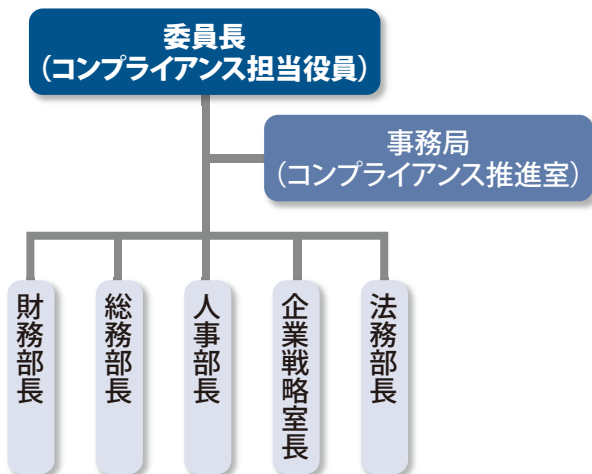 委員長
（コンプライアンス担当役員）
事務局
（コンプライアンス推進室）
財務部長
総務部長
人事部長
企業戦略室長
法務部長